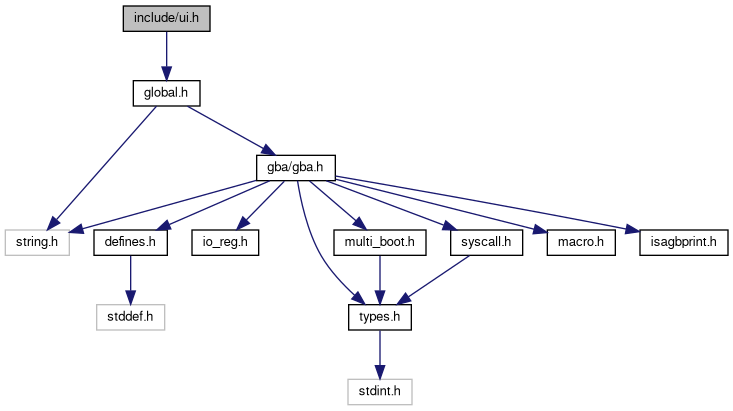 include/ui.h
global.h
gba/gba.h
string.h
defines.h
io_reg.h
multi_boot.h
syscall.h
macro.h
isagbprint.h
stddef.h
types.h
stdint.h